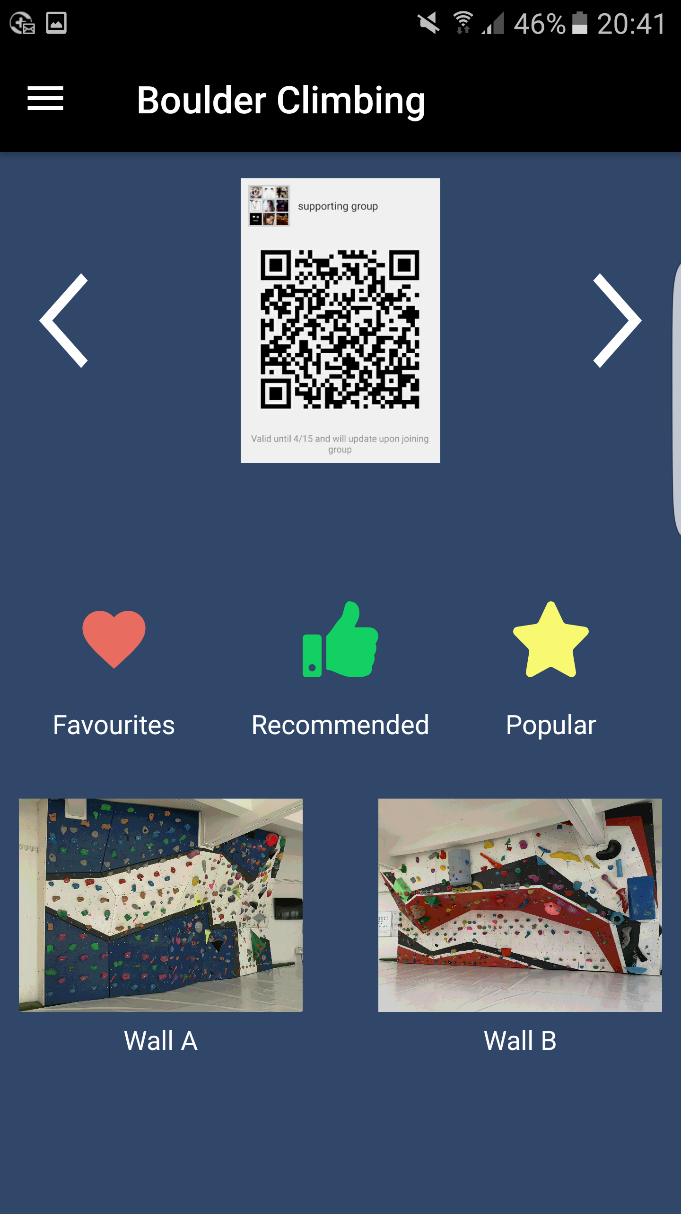 46% 20:41
Boulder Climbing
supporting group
Valid until 4/15 and will update upon joining
group
Favourites Recommended Popular
Wall A Wall B